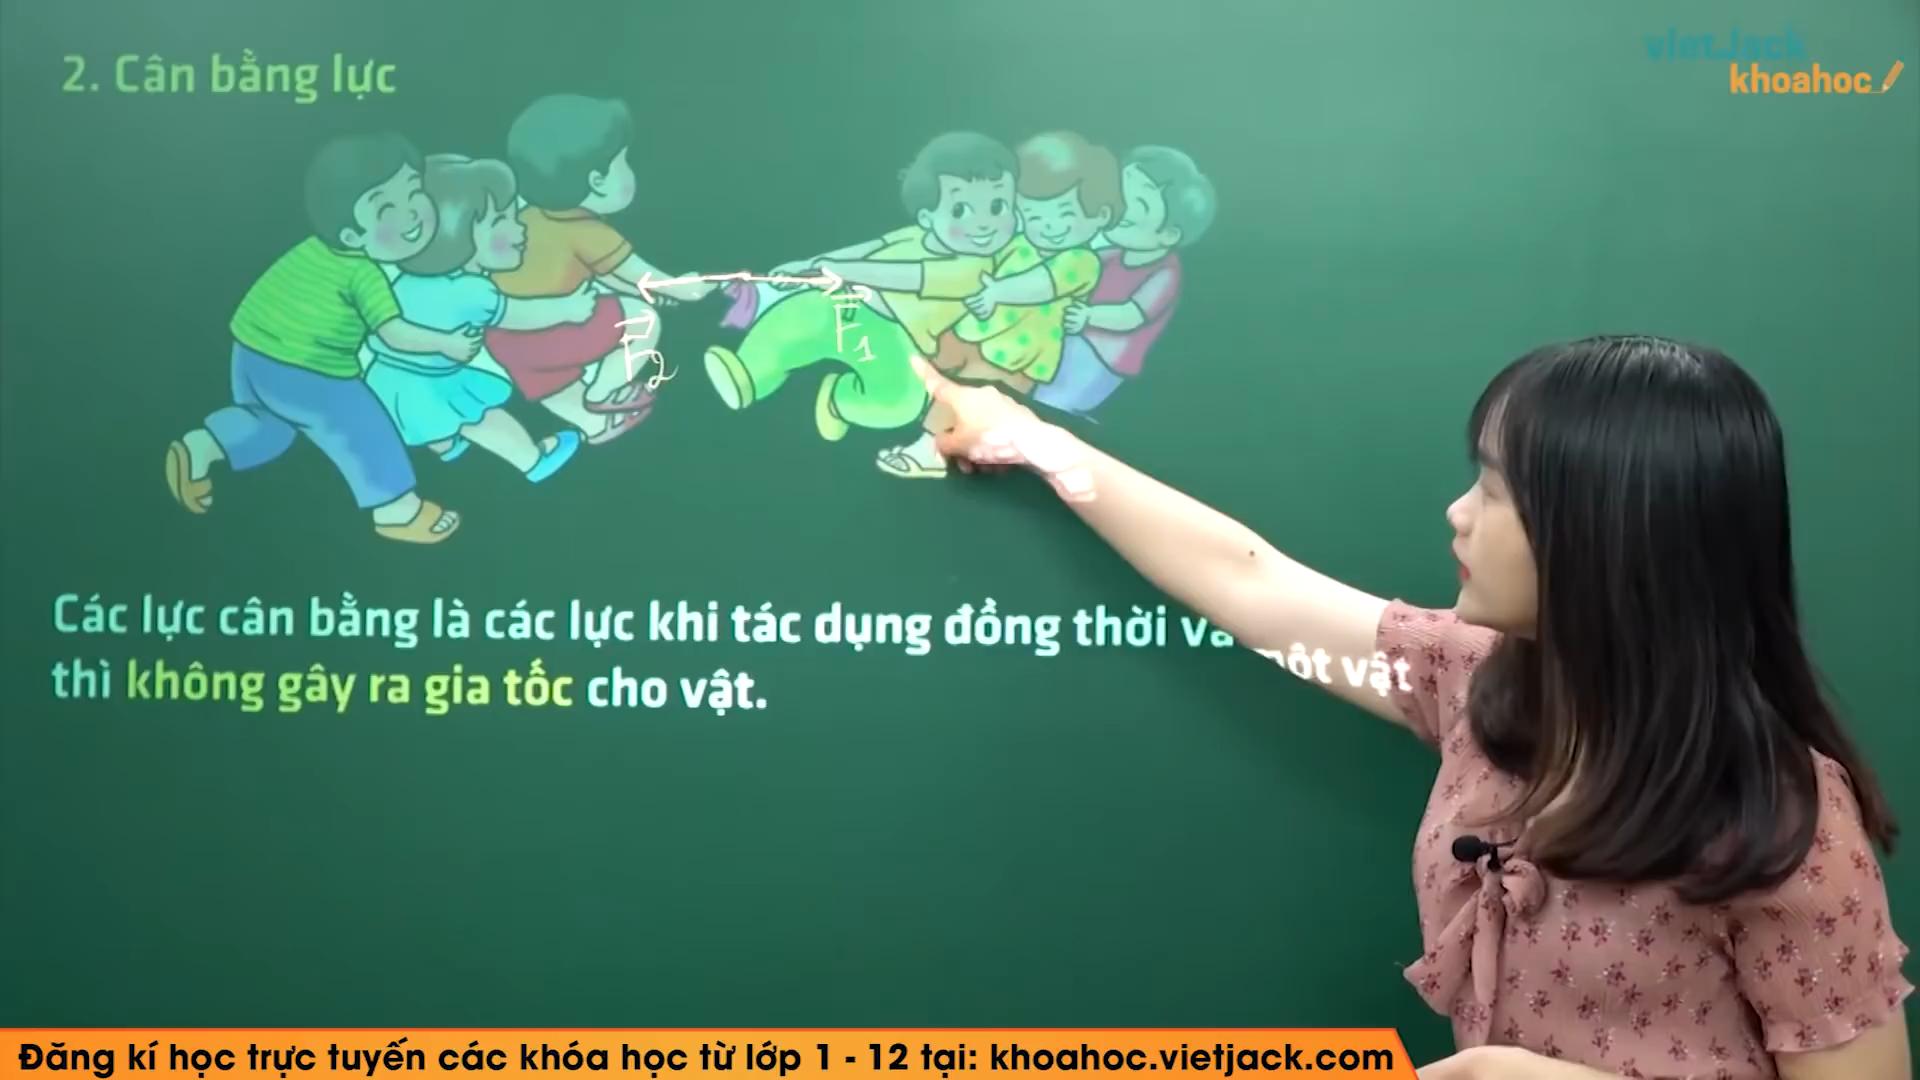 vietJack
khoahoc
2. Cân bằng lực
F₂
F₁
Các lực cân bằng là các lực khi tác dụng đồng thời một vật
thì không gây ra gia tốc cho vật.
Đăng kí học trực tuyến các khóa học từ lớp 1 - 12 tại: khoahoc.vietjack.com